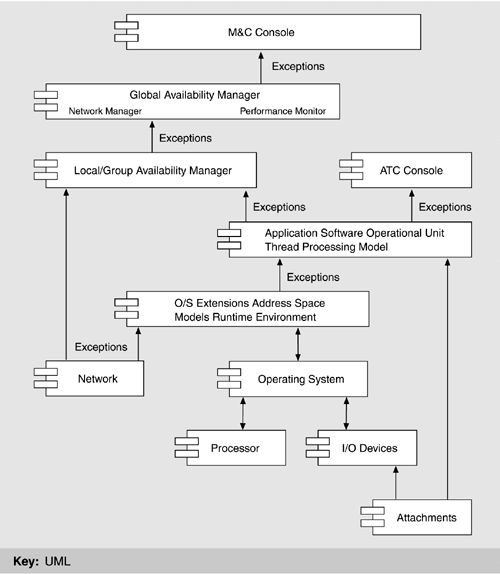 M&C Console
Exceptions
Global Availability Manager
Network Manager Performance Monitor
Exceptions
Local/Group Availability Manager
ATC Console
Exceptions
Exceptions
Application Software Operational Unit
Thread Processing Model
Exceptions
O/S Extensions Address Space
Models Runtime Environment
Exceptions
Network
Operating System
Processor
I/O Devices
Attachments
Key: UML